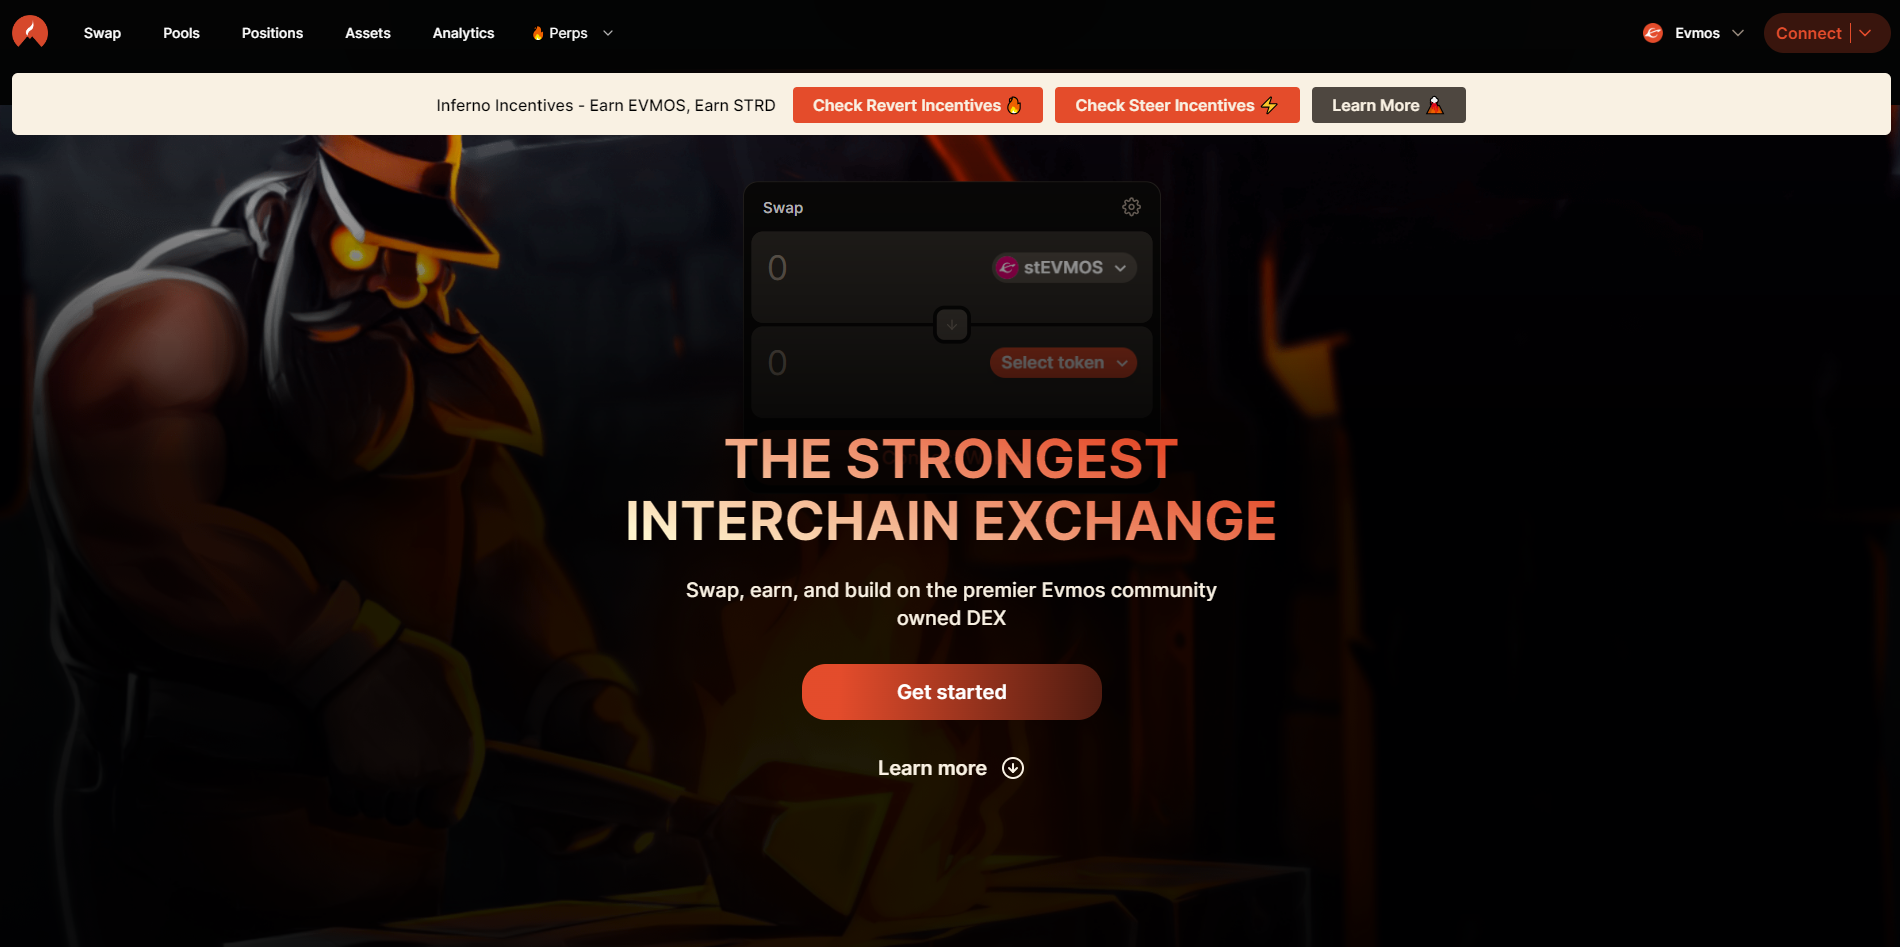 Swap Pools Positions Assets Analytics Perps Evmos Connect
Inferno Incentives - Earn EVMOS, Earn STRD Check Revert Incentives Check Steer Incentives Learn More
Swap
0 stEVMOS
0 Select token
THE STRONGEST
INTERCHAIN EXCHANGE
Swap, earn, and build on the premier Evmos community
owned DEX
Get started
Learn more